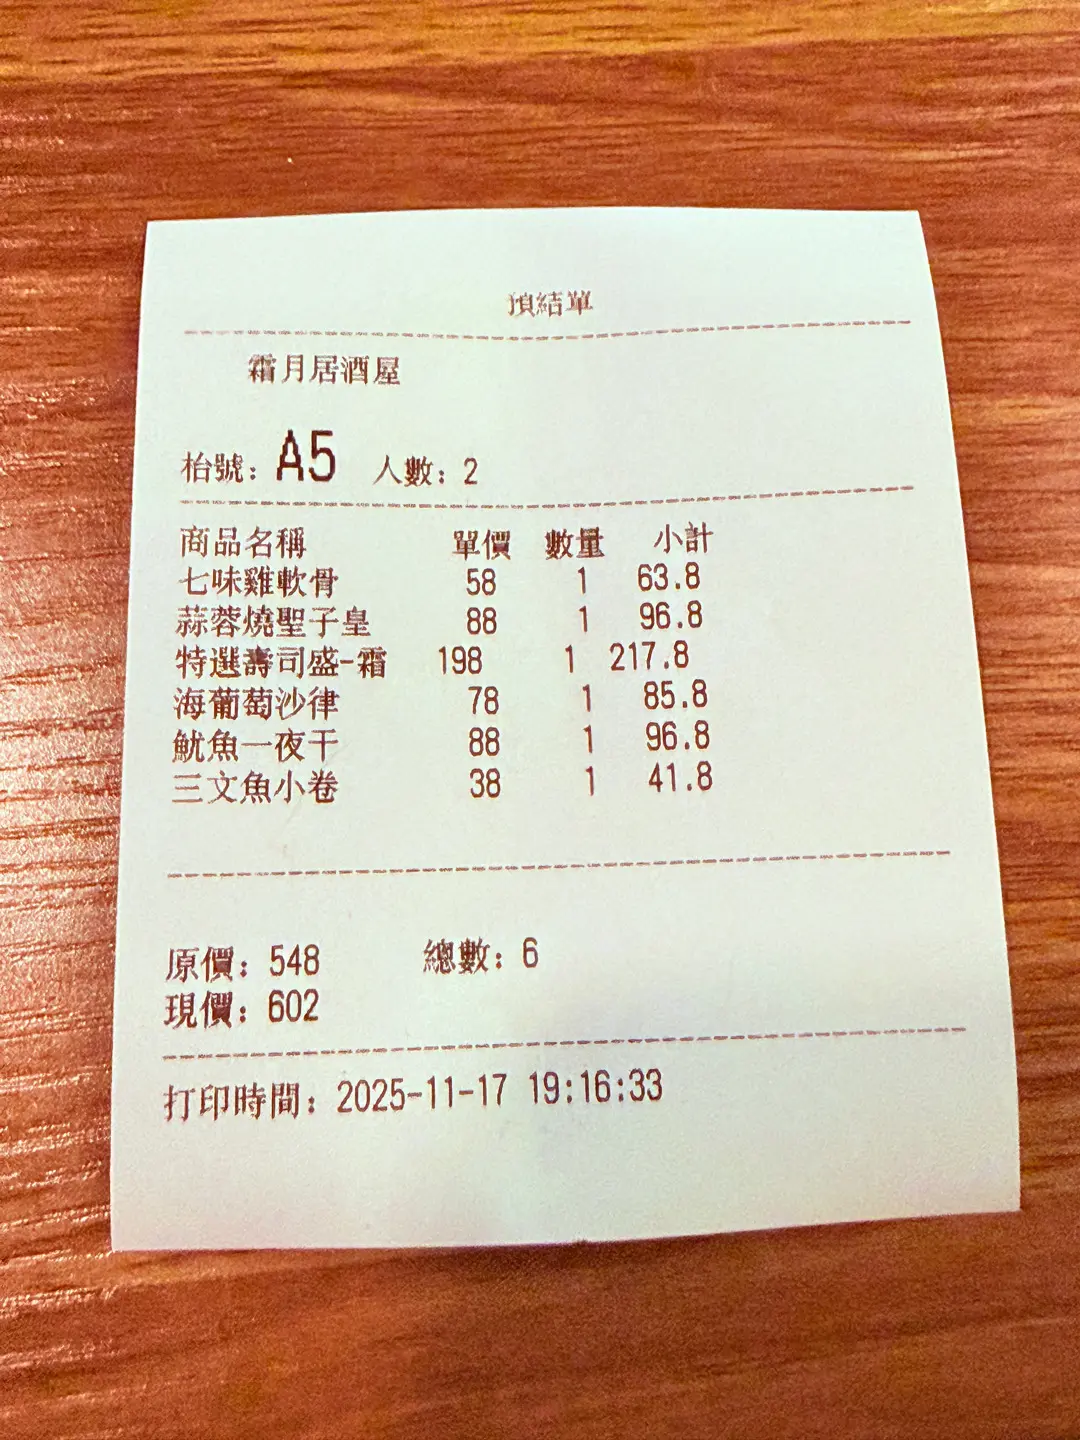 預結單
霜月居酒屋
枱號: A5 人數: 2
商品名稱 單價 數量 小計
七味雞軟骨 58 1 63.8
蒜蓉燒聖子皇 88 1 96.8
特選壽司盛-霜 198 1 217.8
海葡萄沙律 78 1 85.8
魷魚一夜干 88 1 96.8
三文魚小卷 38 1 41.8
原價: 548 總數: 6
現價: 602
打印時間: 2025-11-17 19:16:33